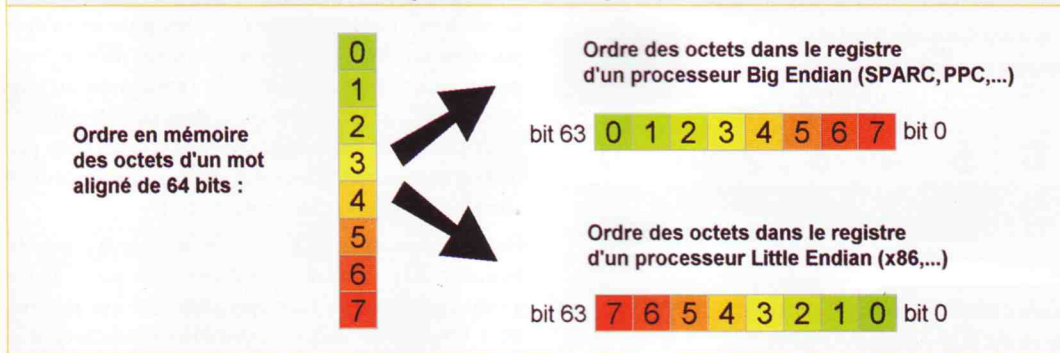 Ordre en mémoire
des octets d'un mot
aligné de 64 bits :
0
1
2
3
4
5
6
7
Ordre des octets dans le registre
d'un processeur Big Endian (SPARC, PPC,...)
bit 63 0 1 2 3 4 5 6 7 bit 0
Ordre des octets dans le registre
d'un processeur Little Endian (x86,...)
bit 63 7 6 5 4 3 2 1 0 bit 0